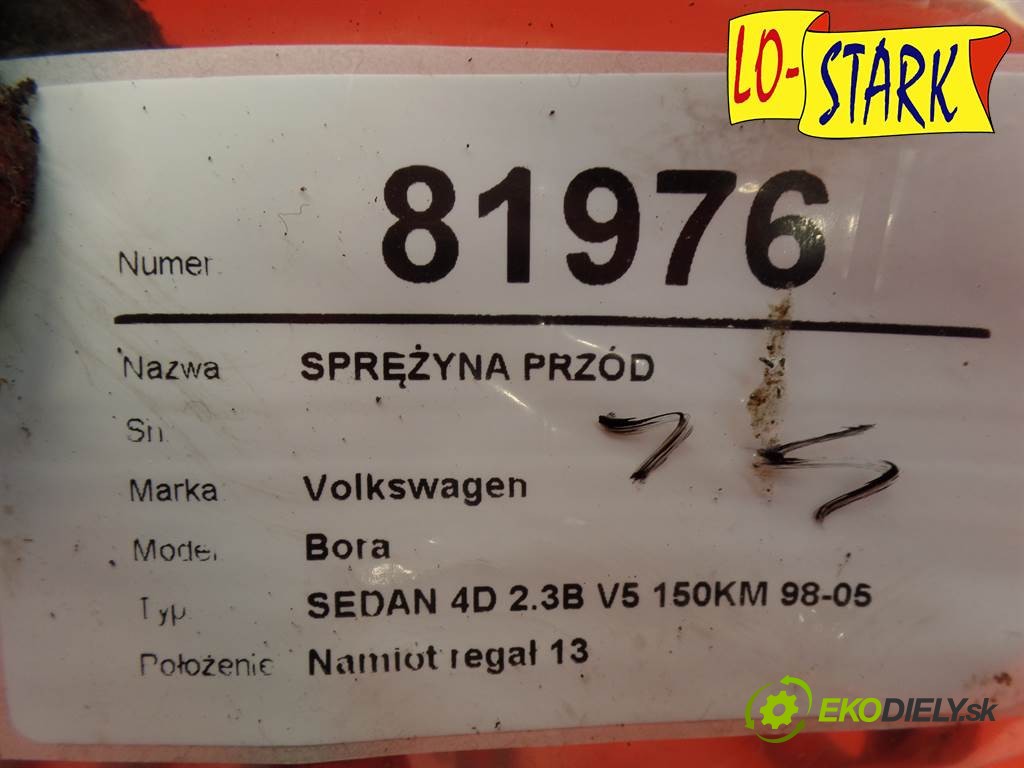 LO-STARK
Numer 81976
Nazwa SPRĘŻYNA PRZÓD
Sn
Marka Volkswagen
Model Bora
Typ SEDAN 4D 2.3B V5 150KM 98-05
Położenie Namiot regał 13
EKODIELY.sk